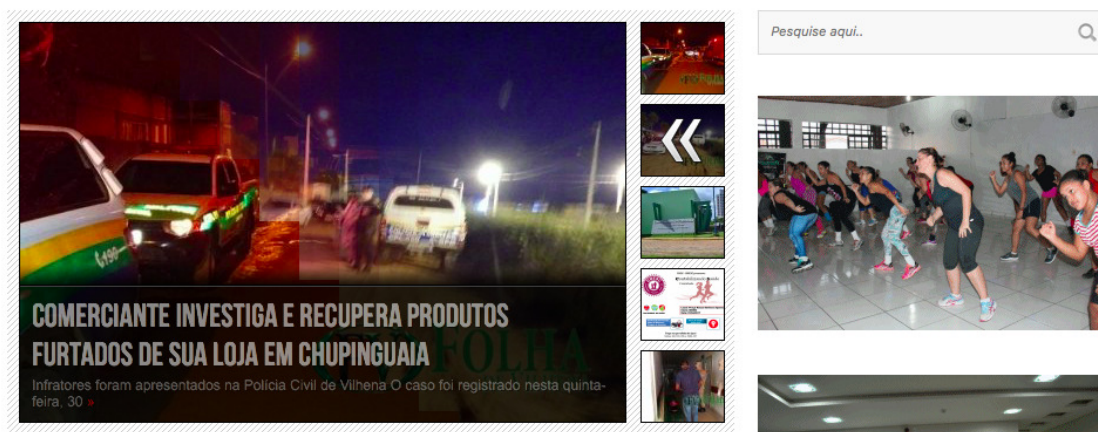 Pesquise aqui..
COMERCIANTE INVESTIGA E RECUPERA PRODUTOS
FURTADOS DE SUA LOJA EM CHUPINGUAIA
FOLHA
Infratores foram apresentados na Polícia Civil de Vilhena O caso foi registrado nesta quinta-
feira, 30 »